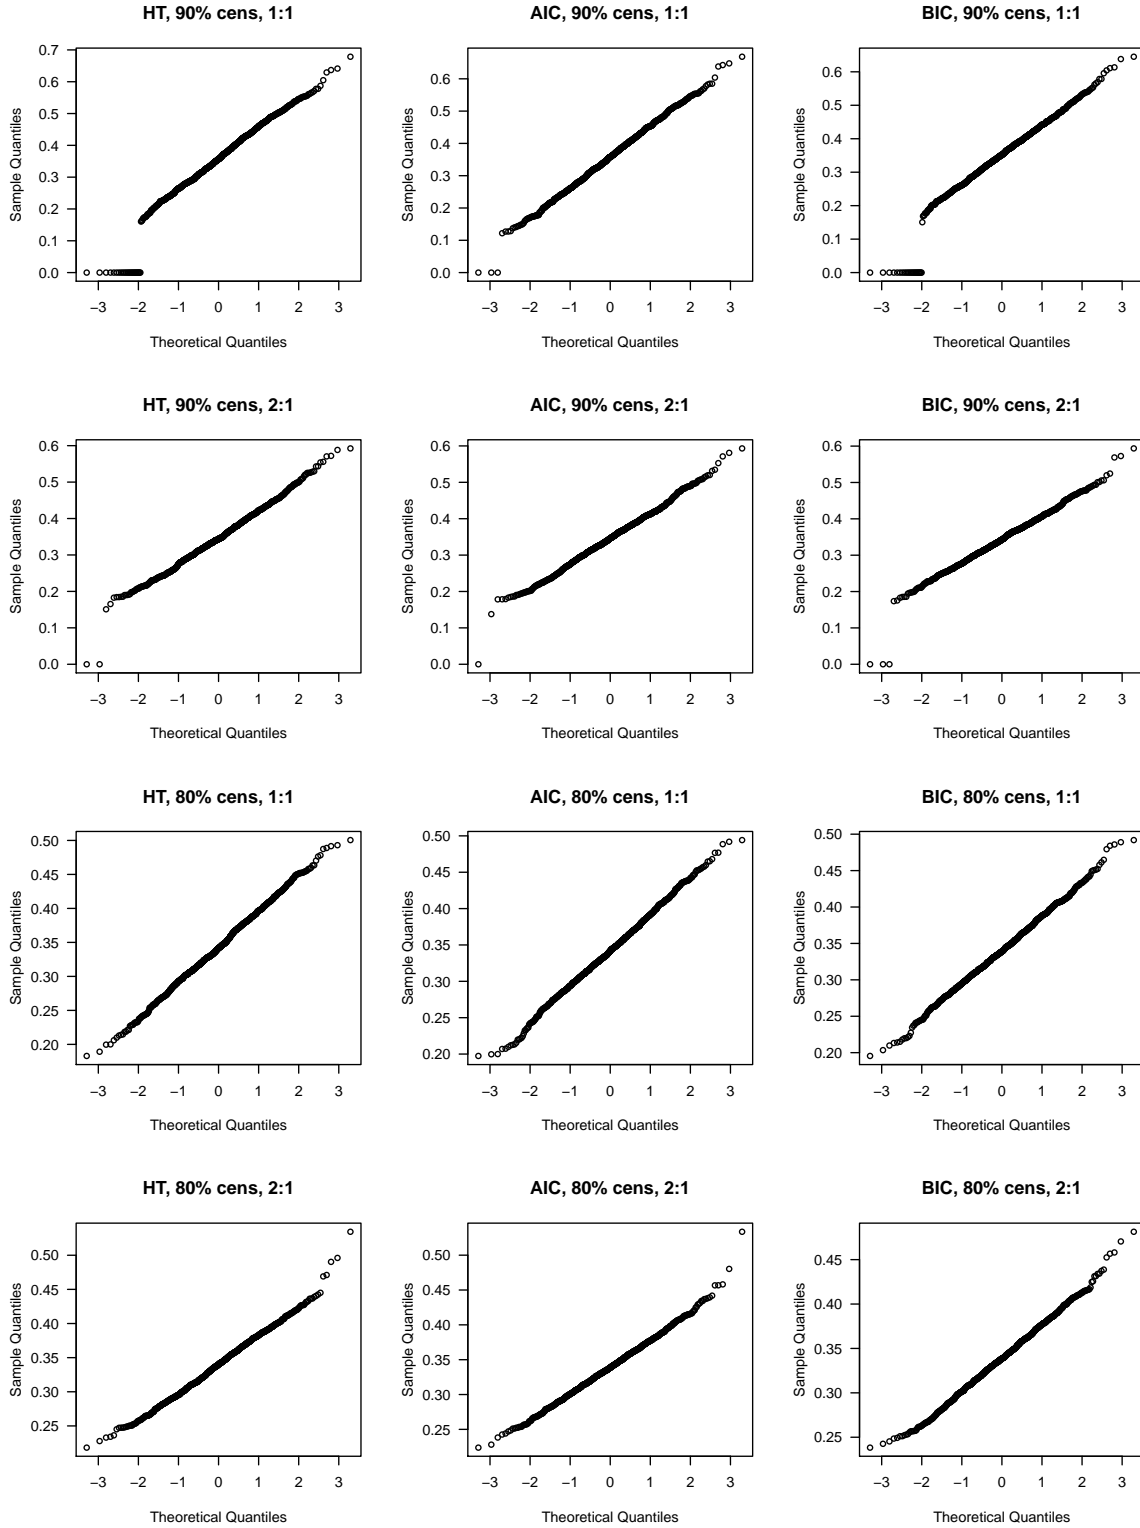 HT, 90% cens, 1:1
Sample Quantiles
0.7
0.6
0.5
0.4
0.3
0.2
0.1
0.0
−3 −2 −1 0 1 2 3
Theoretical Quantiles
AIC, 90% cens, 1:1
Sample Quantiles
0.6
0.5
0.4
0.3
0.2
0.1
0.0
−3 −2 −1 0 1 2 3
Theoretical Quantiles
BIC, 90% cens, 1:1
Sample Quantiles
0.6
0.5
0.4
0.3
0.2
0.1
0.0
−3 −2 −1 0 1 2 3
Theoretical Quantiles
HT, 90% cens, 2:1
Sample Quantiles
0.6
0.5
0.4
0.3
0.2
0.1
0.0
−3 −2 −1 0 1 2 3
Theoretical Quantiles
AIC, 90% cens, 2:1
Sample Quantiles
0.6
0.5
0.4
0.3
0.2
0.1
0.0
−3 −2 −1 0 1 2 3
Theoretical Quantiles
BIC, 90% cens, 2:1
Sample Quantiles
0.6
0.5
0.4
0.3
0.2
0.1
0.0
−3 −2 −1 0 1 2 3
Theoretical Quantiles
HT, 80% cens, 1:1
Sample Quantiles
0.50
0.45
0.40
0.35
0.30
0.25
0.20
−3 −2 −1 0 1 2 3
Theoretical Quantiles
AIC, 80% cens, 1:1
Sample Quantiles
0.50
0.45
0.40
0.35
0.30
0.25
0.20
−3 −2 −1 0 1 2 3
Theoretical Quantiles
BIC, 80% cens, 1:1
Sample Quantiles
0.50
0.45
0.40
0.35
0.30
0.25
0.20
−3 −2 −1 0 1 2 3
Theoretical Quantiles
HT, 80% cens, 2:1
Sample Quantiles
0.50
0.45
0.40
0.35
0.30
0.25
−3 −2 −1 0 1 2 3
Theoretical Quantiles
AIC, 80% cens, 2:1
Sample Quantiles
0.50
0.45
0.40
0.35
0.30
0.25
−3 −2 −1 0 1 2 3
Theoretical Quantiles
BIC, 80% cens, 2:1
Sample Quantiles
0.45
0.40
0.35
0.30
0.25
−3 −2 −1 0 1 2 3
Theoretical Quantiles